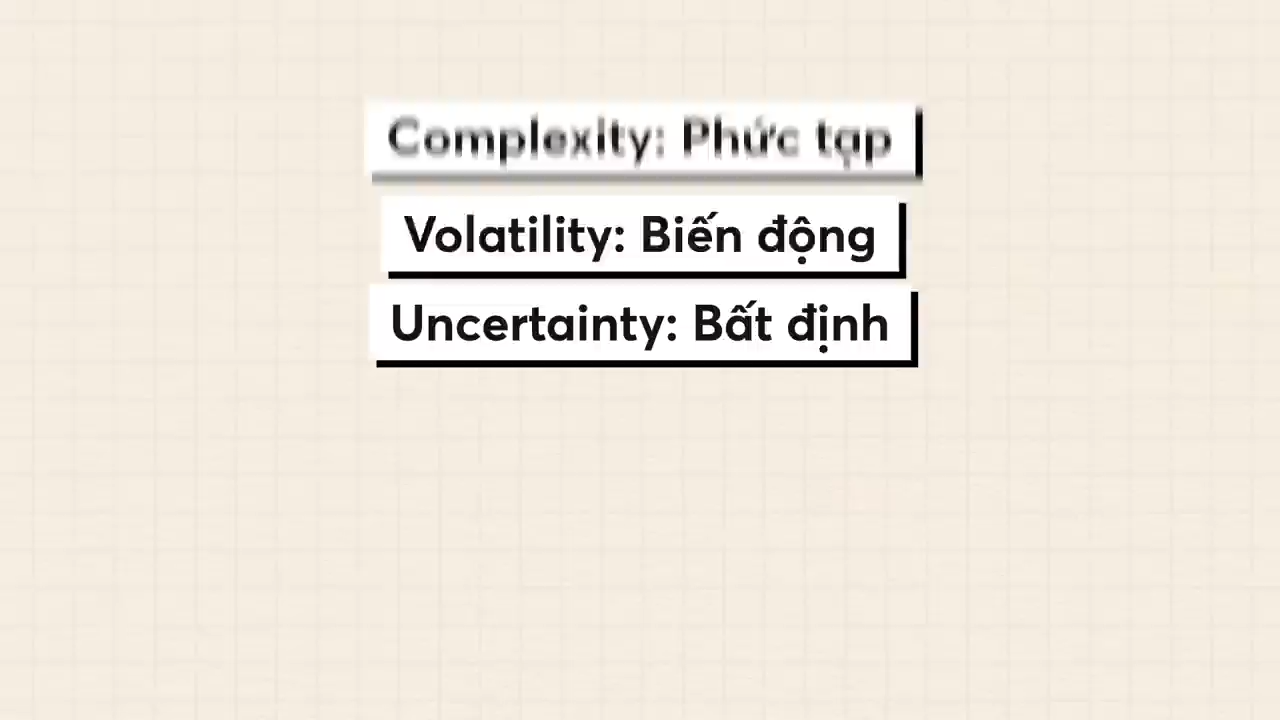 Complexity: Phức tạp
Volatility: Biến động
Uncertainty: Bất định